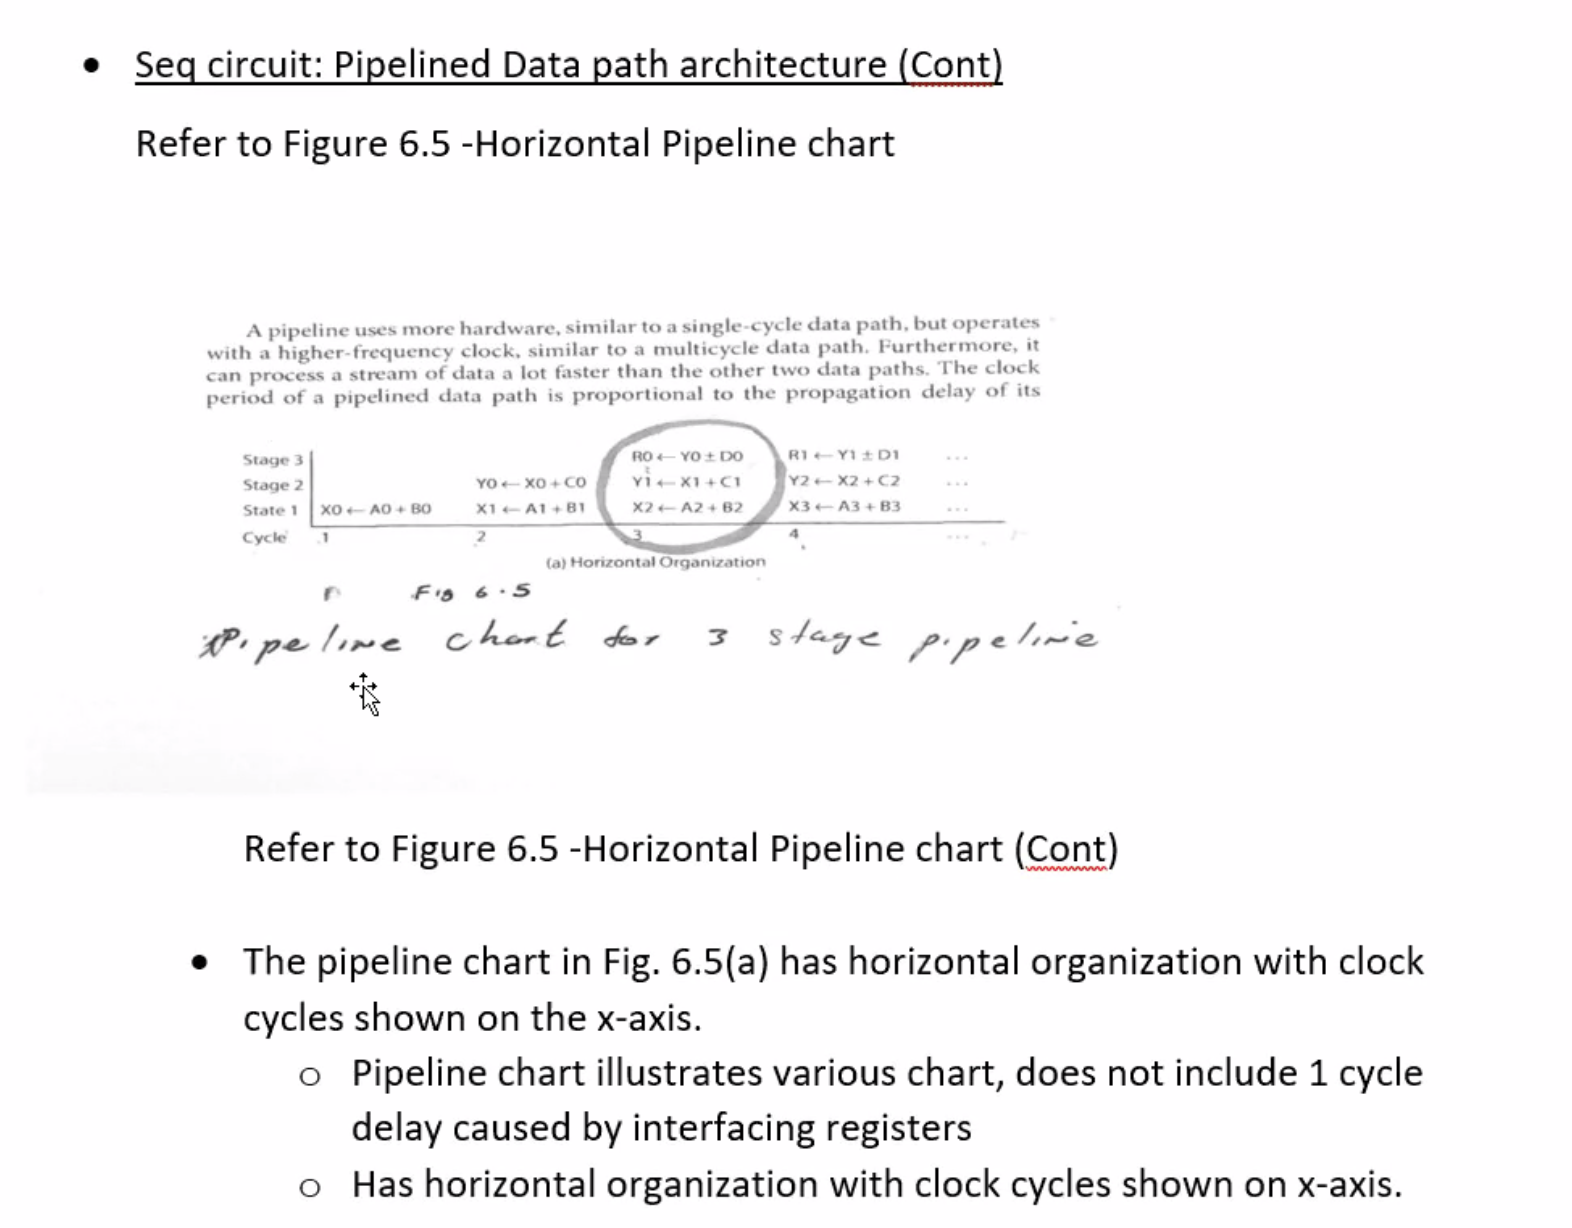 • Seq circuit: Pipelined Data path architecture (Cont)
Refer to Figure 6.5 -Horizontal Pipeline chart
A pipeline uses more hardware, similar to a single-cycle data path, but operates
with a higher-frequency clock, similar to a multicycle data path. Furthermore, it
can process a stream of data a lot faster than the other two data paths. The clock
period of a pipelined data path is proportional to the propagation delay of its
Stage 3 R0 ← Y0 ± D0 R1 ← Y1 ± D1 ...
Stage 2 Y0 ← X0 + C0 Y1 ← X1 + C1 Y2 ← X2 + C2 ...
State 1 X0 ← A0 + B0 X1 ← A1 + B1 X2 ← A2 + B2 X3 ← A3 + B3 ...
Cycle 1 2 3 4 ...
(a) Horizontal Organization
Fig 6.5
Pipeline chart for 3 stage pipeline
Refer to Figure 6.5 -Horizontal Pipeline chart (Cont)
• The pipeline chart in Fig. 6.5(a) has horizontal organization with clock
cycles shown on the x-axis.
o Pipeline chart illustrates various chart, does not include 1 cycle
delay caused by interfacing registers
o Has horizontal organization with clock cycles shown on x-axis.